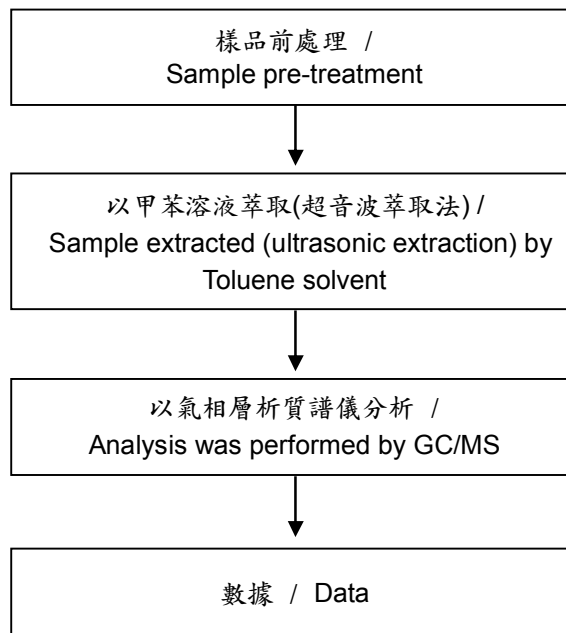 樣品前處理 /
Sample pre-treatment
以甲苯溶液萃取(超音波萃取法) /
Sample extracted (ultrasonic extraction) by
Toluene solvent
以氣相層析質譜儀分析 /
Analysis was performed by GC/MS
數據 / Data